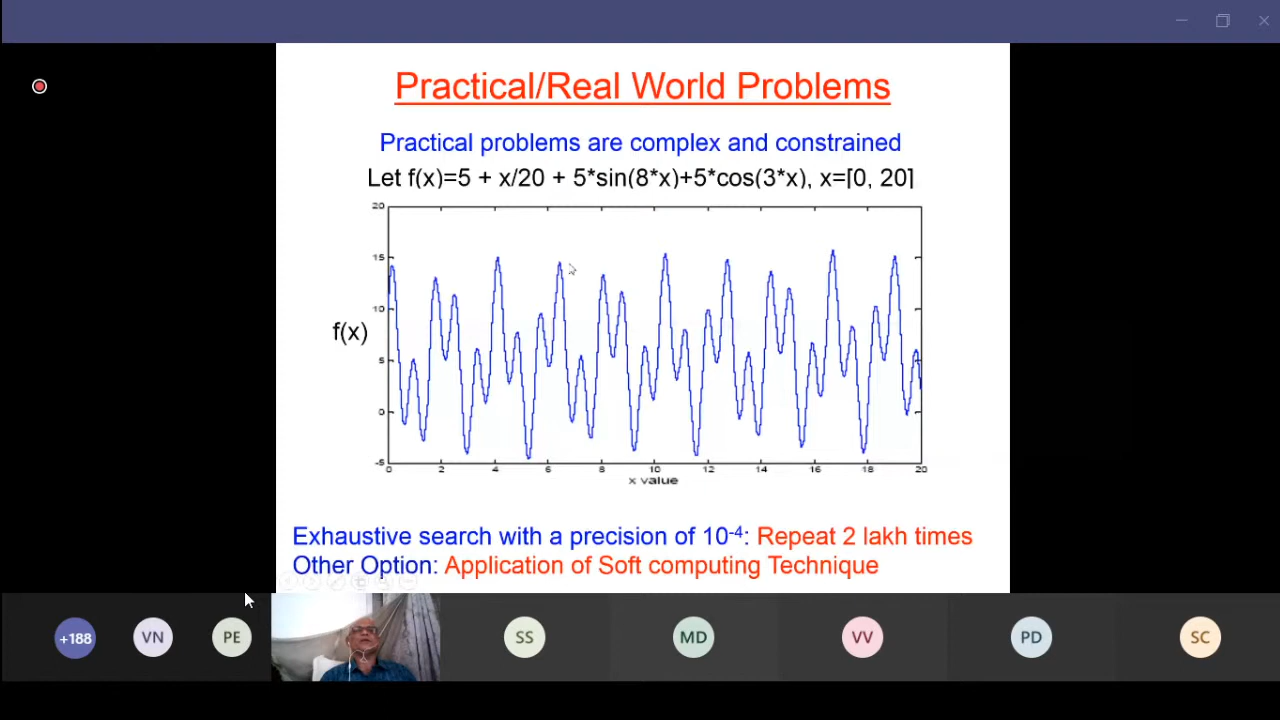 Practical/Real World Problems
Practical problems are complex and constrained
Let f(x)=5 + x/20 + 5*sin(8*x)+5*cos(3*x), x=[0, 20]
20
15
10
5
0
-5
f(x)
0 2 4 6 8 10 12 14 16 18 20
x value
Exhaustive search with a precision of 10⁻⁴: Repeat 2 lakh times
Other Option: Application of Soft computing Technique
+188 VN PE SS MD VV PD SC